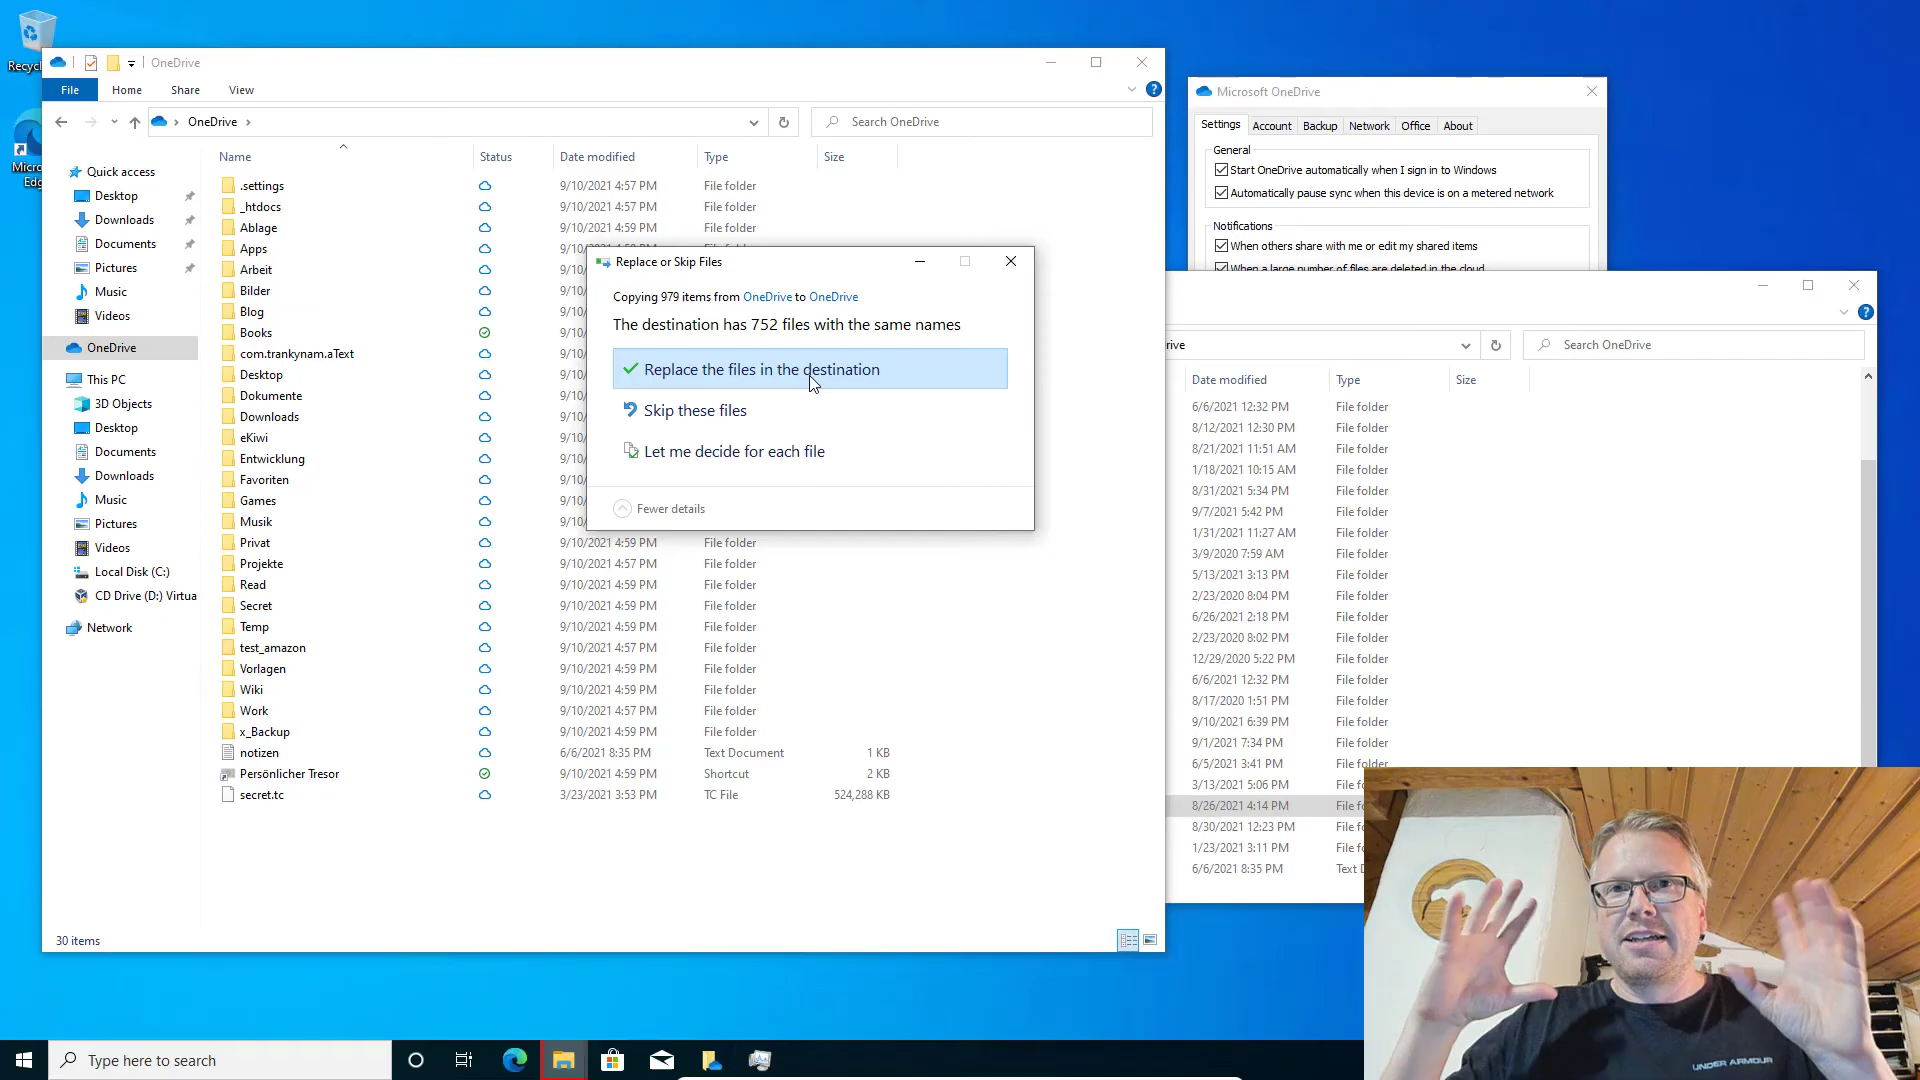 Recyc
Micro
Ed
OneDrive
File
Home
Share
View
OneDrive
Search OneDrive
Name
Status
Date modified
Type
Size
Quick access
Desktop
Downloads
Documents
Pictures
Music
Videos
OneDrive
This PC
3D Objects
Desktop
Documents
Downloads
Music
Pictures
Videos
Local Disk (C:)
CD Drive (D:) Virtua
Network
.settings 9/10/2021 4:57 PM File folder
_htdocs 9/10/2021 4:57 PM File folder
Ablage 9/10/2021 4:59 PM File folder
Apps
Arbeit 9/10/
Bilder 9/10/
Blog 9/10/
Books 9/10/
com.trankynam.aText 9/10/
Desktop 9/10/
Dokumente 9/10/
Downloads 9/10/
eKiwi 9/10/
Entwicklung 9/10/
Favoriten 9/10/
Games 9/10/
Musik 9/10/
Privat 9/10/2021 4:59 PM File folder
Projekte 9/10/2021 4:57 PM File folder
Read 9/10/2021 4:59 PM File folder
Secret 9/10/2021 4:59 PM File folder
Temp 9/10/2021 4:59 PM File folder
test_amazon 9/10/2021 4:57 PM File folder
Vorlagen 9/10/2021 4:59 PM File folder
Wiki 9/10/2021 4:59 PM File folder
Work 9/10/2021 4:57 PM File folder
x_Backup 9/10/2021 4:59 PM File folder
notizen 6/6/2021 8:35 PM Text Document 1 KB
Persönlicher Tresor 9/10/2021 4:59 PM Shortcut 2 KB
secret.tc 3/23/2021 3:53 PM TC File 524,288 KB
30 items
Replace or Skip Files
Copying 979 items from OneDrive to OneDrive
The destination has 752 files with the same names
Replace the files in the destination
Skip these files
Let me decide for each file
Fewer details
Microsoft OneDrive
Settings
Account
Backup
Network
Office
About
General
Start OneDrive automatically when I sign in to Windows
Automatically pause sync when this device is on a metered network
Notifications
When others share with me or edit my shared items
When a large number of files are deleted in the cloud
rive
Search OneDrive
Date modified
Type
Size
6/6/2021 12:32 PM File folder
8/12/2021 12:30 PM File folder
8/21/2021 11:51 AM File folder
1/18/2021 10:15 AM File folder
8/31/2021 5:34 PM File folder
9/7/2021 5:42 PM File folder
1/31/2021 11:27 AM File folder
3/9/2020 7:59 AM File folder
5/13/2021 3:13 PM File folder
2/23/2020 8:04 PM File folder
6/26/2021 2:18 PM File folder
2/23/2020 8:02 PM File folder
12/29/2020 5:22 PM File folder
6/6/2021 12:32 PM File folder
8/17/2020 1:51 PM File folder
9/10/2021 6:39 PM File folder
9/1/2021 7:34 PM File folder
6/5/2021 3:41 PM File folder
3/13/2021 5:06 PM File folder
8/26/2021 4:14 PM File fo
8/30/2021 12:23 PM File fo
1/23/2021 3:11 PM File fo
6/6/2021 8:35 PM Text D
UNDER ARMOUR
Type here to search